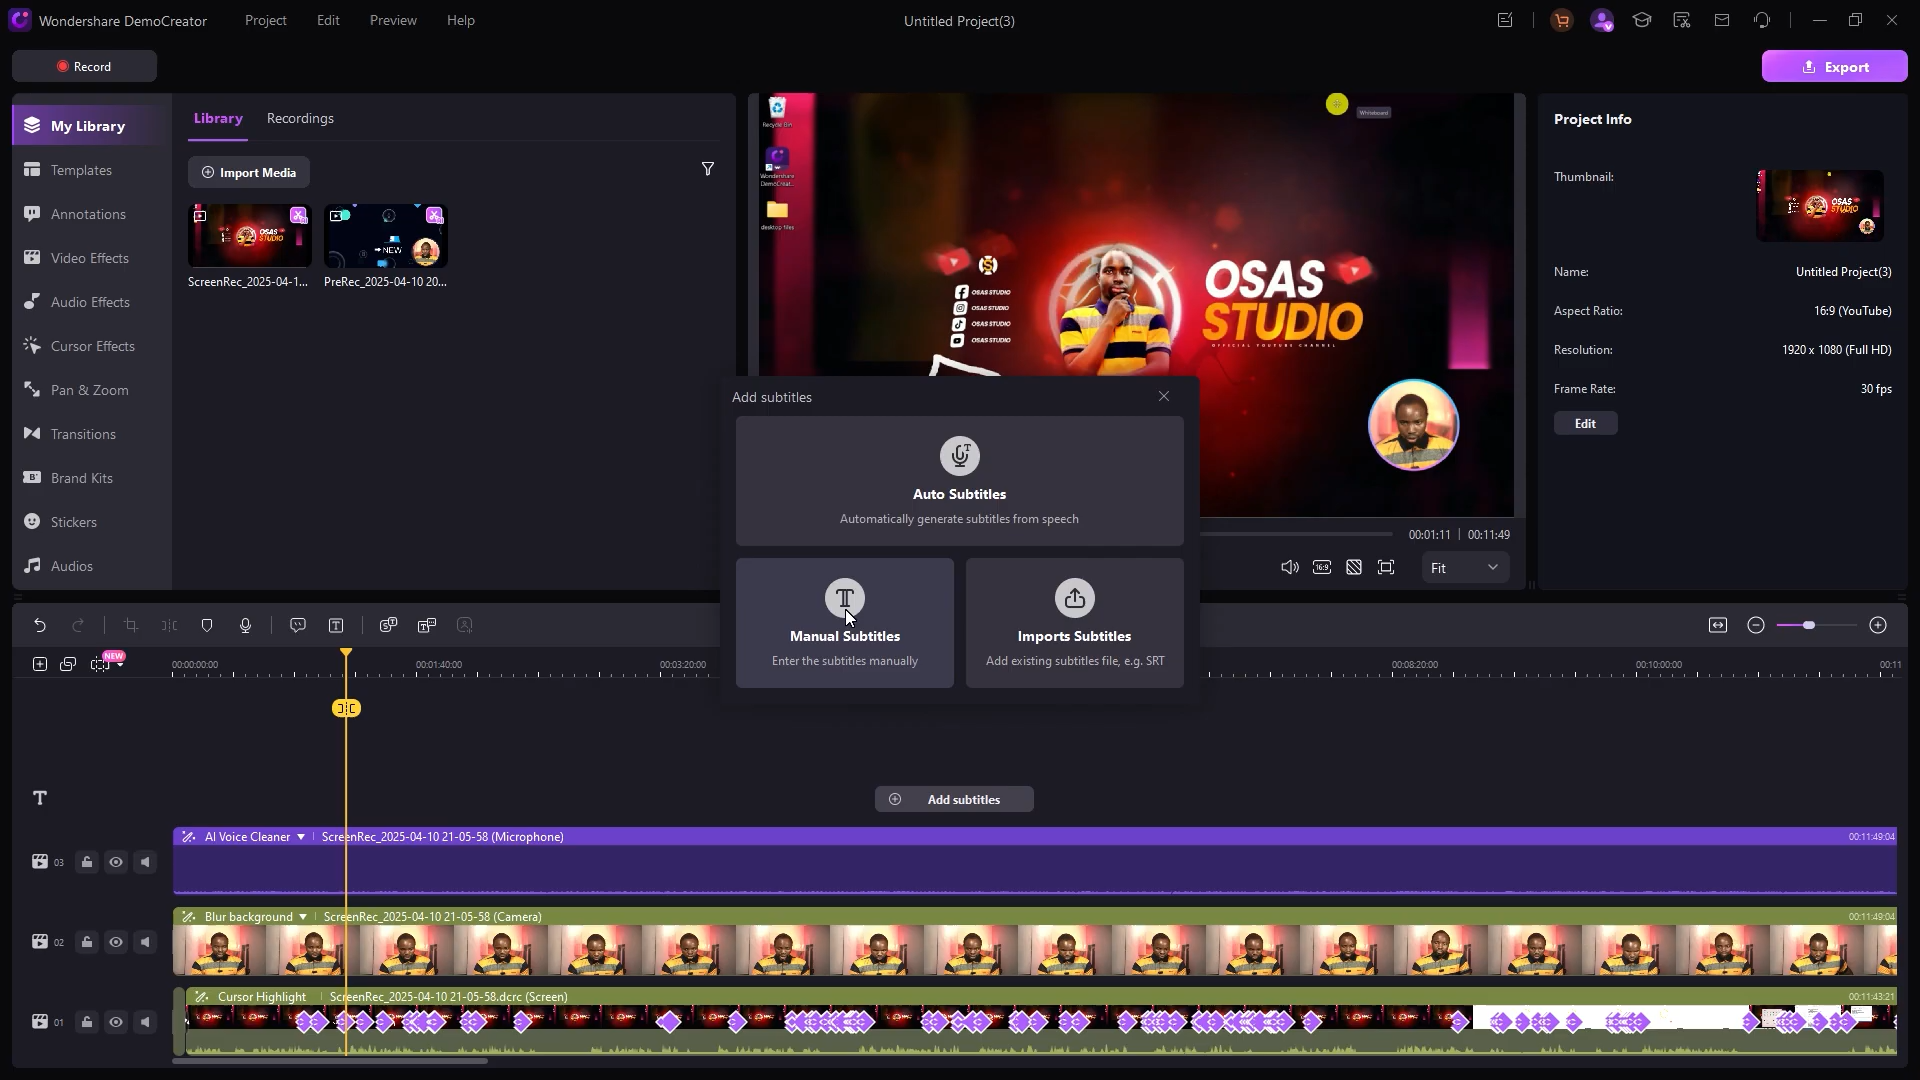 Wondershare DemoCreator
Project
Edit
Preview
Help
Untitled Project(3)
Record
Export
My Library
Templates
Annotations
Video Effects
Audio Effects
Cursor Effects
Pan & Zoom
Transitions
Brand Kits
Stickers
Audios
Library
Recordings
Import Media
NEW
ScreenRec_2025-04-1...
PreRec_2025-04-10 20...
Recycle Bin
Wondershare
DemoCreat...
desktop files
Whiteboard
OSAS STUDIO
OSAS STUDIO
OSAS STUDIO
OSAS STUDIO
OSAS
STUDIO
OFFICIAL YOUTUBE CHANNEL
00:01:11 | 00:11:49
16:9
Fit
Project Info
Thumbnail:
OSAS
STUDIO
Name:
Untitled Project(3)
Aspect Ratio:
16:9 (YouTube)
Resolution:
1920 x 1080 (Full HD)
Frame Rate:
30 fps
Edit
Add subtitles
Auto Subtitles
Automatically generate subtitles from speech
Manual Subtitles
Enter the subtitles manually
Imports Subtitles
Add existing subtitles file, e.g. SRT
NEW
00:00:00:00
00:01:40:00
00:03:20:00
00:08:20:00
00:10:00:00
00:11
Add subtitles
AI Voice Cleaner
ScreenRec_2025-04-10 21-05-58 (Microphone)
00:11:49:04
03
Blur background
ScreenRec_2025-04-10 21-05-58 (Camera)
00:11:49:04
02
Cursor Highlight
ScreenRec_2025-04-10 21-05-58.dcrc (Screen)
00:11:43:21
01